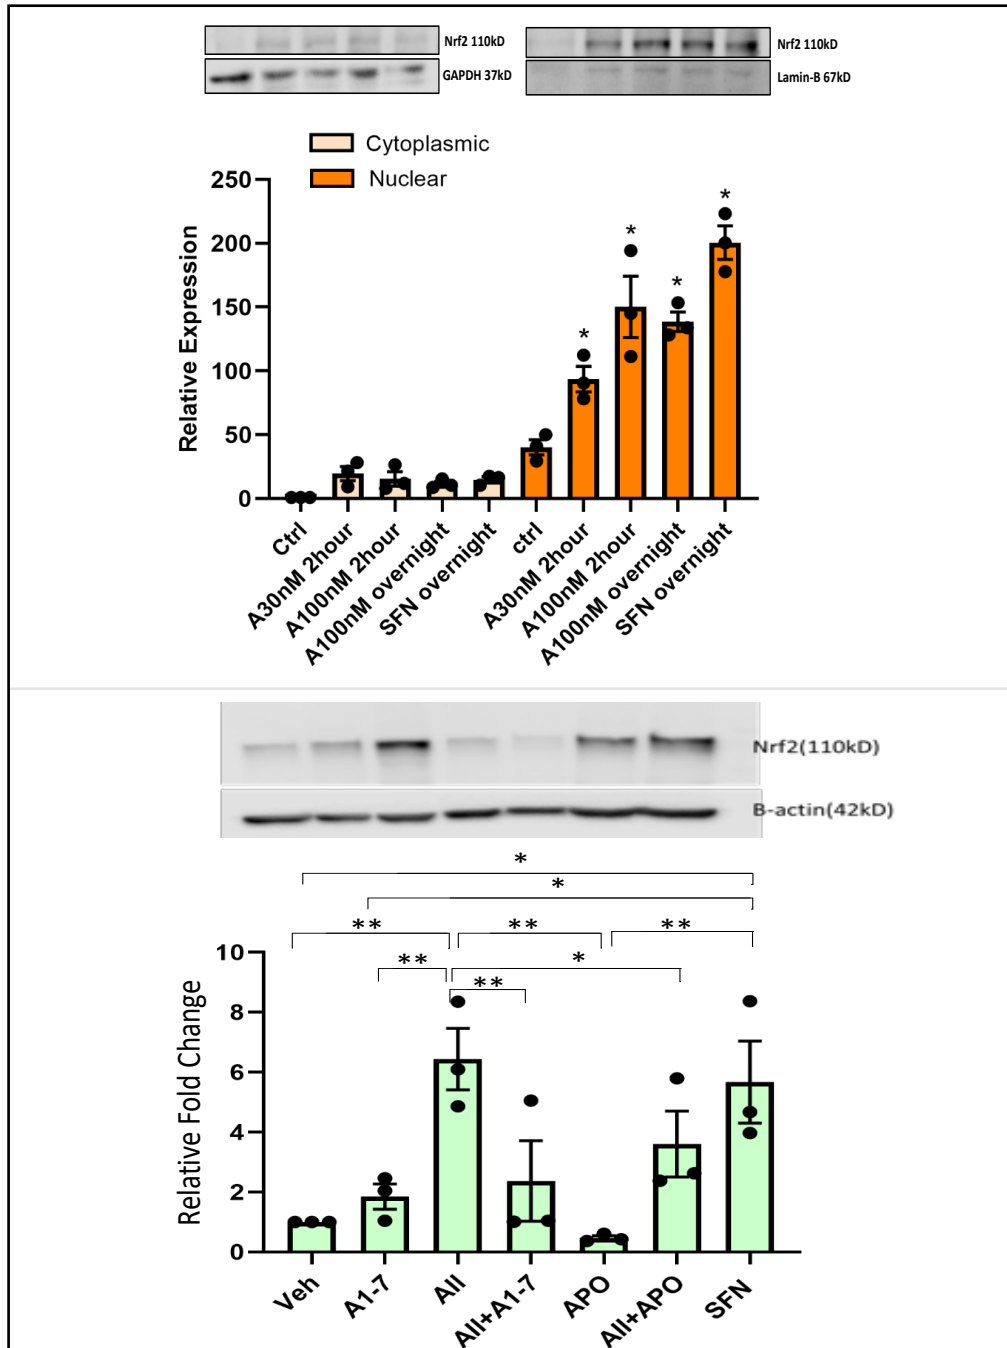 Nrf2 110kD
GAPDH 37kD
Nrf2 110kD
Lamin-B 67kD
Cytoplasmic
Nuclear
Relative Expression
250
200
150
100
50
0
* * * *
Ctrl
A30nM 2hour
A100nM 2hour
A100nM overnight
SFN overnight
ctrl
A30nM 2hour
A100nM 2hour
A100nM overnight
SFN overnight
Nrf2(110kD)
B-actin(42kD)
*
*
** ** **
** *
**
Relative Fold Change
10
8
6
4
2
0
Veh
A1-7
AII
AII+A1-7
APO
AII+APO
SFN